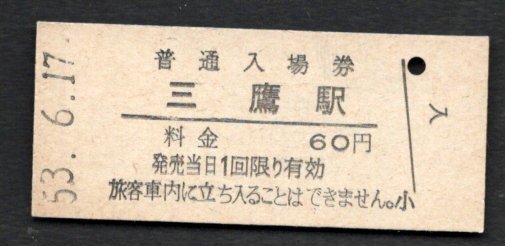 53.6.17
普通入場券
三鷹駅
料金 60円
発売当日1回限り有効
旅客車内に立ち入ることはできません。小
入